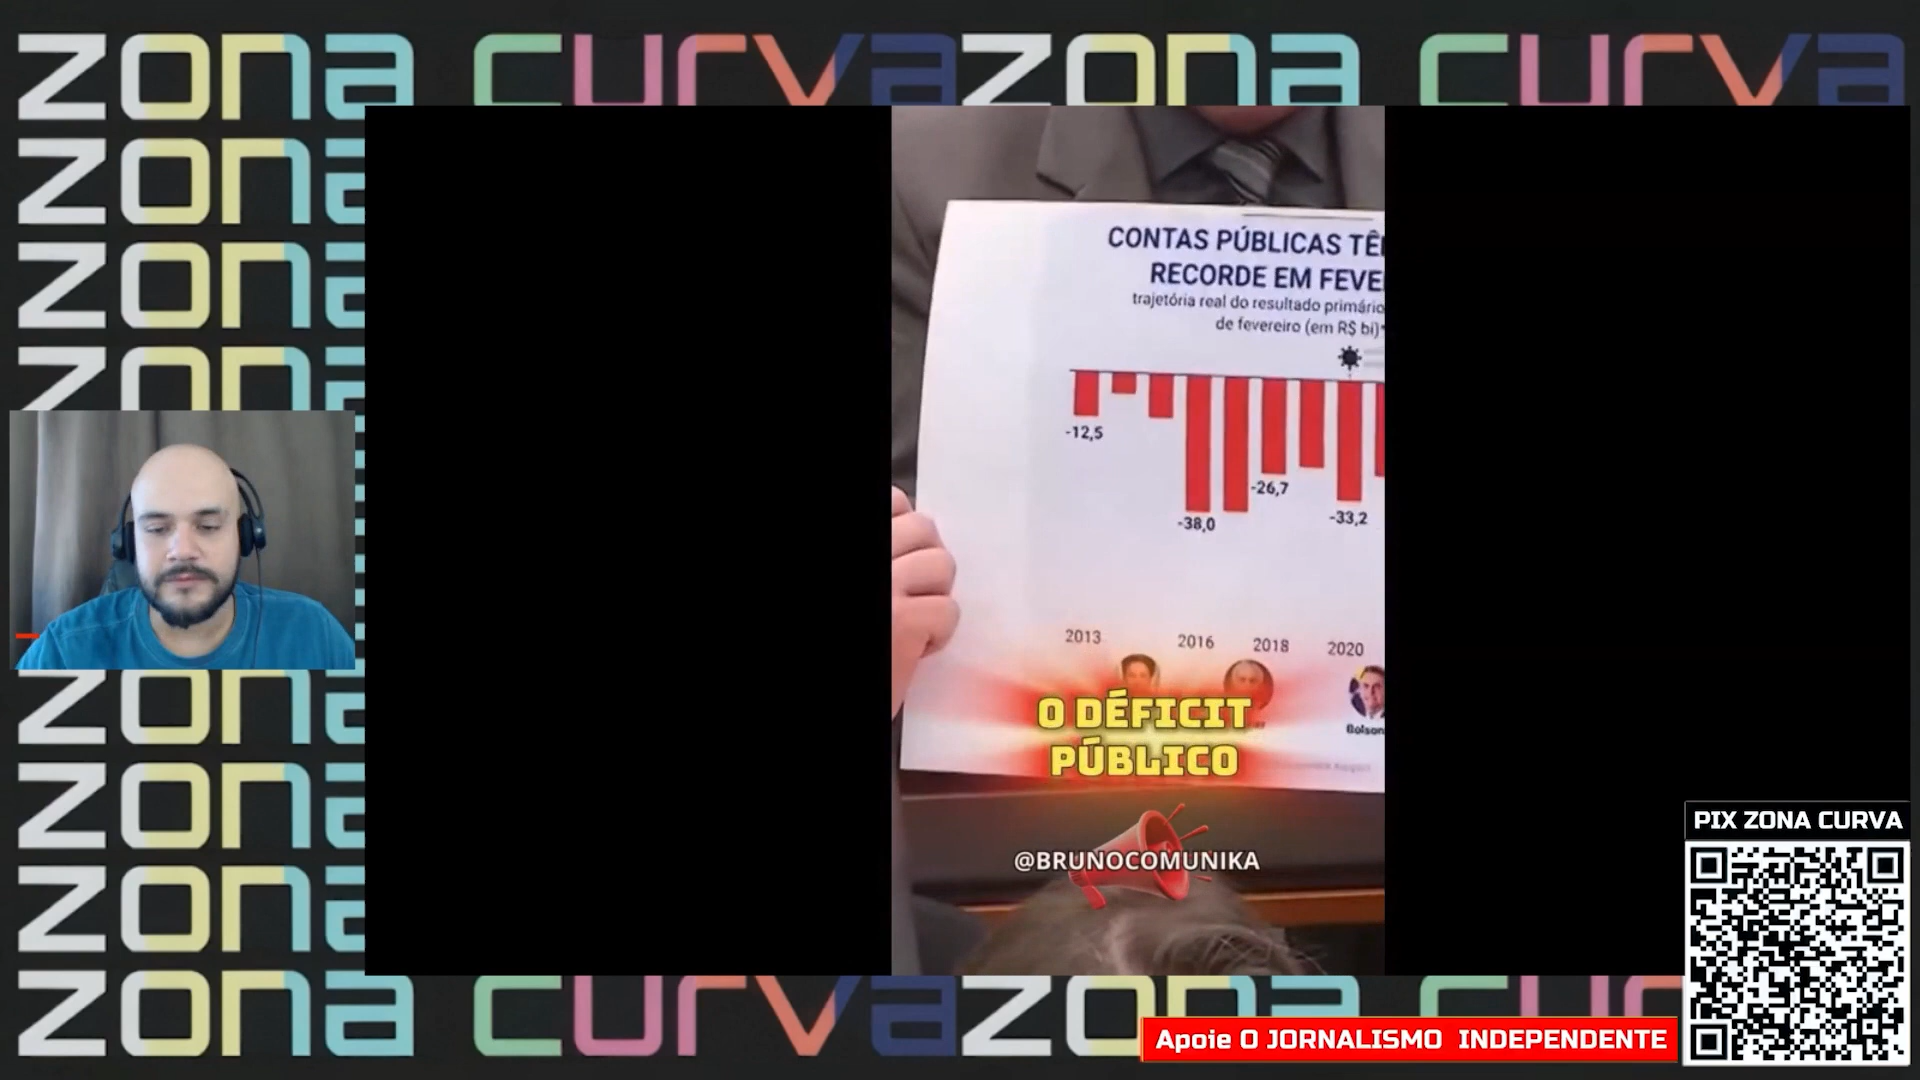 zona curva zona curva
zona
zona
zona
CONTAS PÚBLICAS TÊ
RECORDE EM FEVE
trajetória real do resultado primário
de fevereiro (em R$ bi)*
-12,5
-38,0
-26,7
-33,2
2013 2016 2018 2020
Bolson
O DÉFICIT
PÚBLICO
@BRUNOCOMUNIKA
zona
zona
zona
zona curva zona cur
PIX ZONA CURVA
Apoie O JORNALISMO INDEPENDENTE